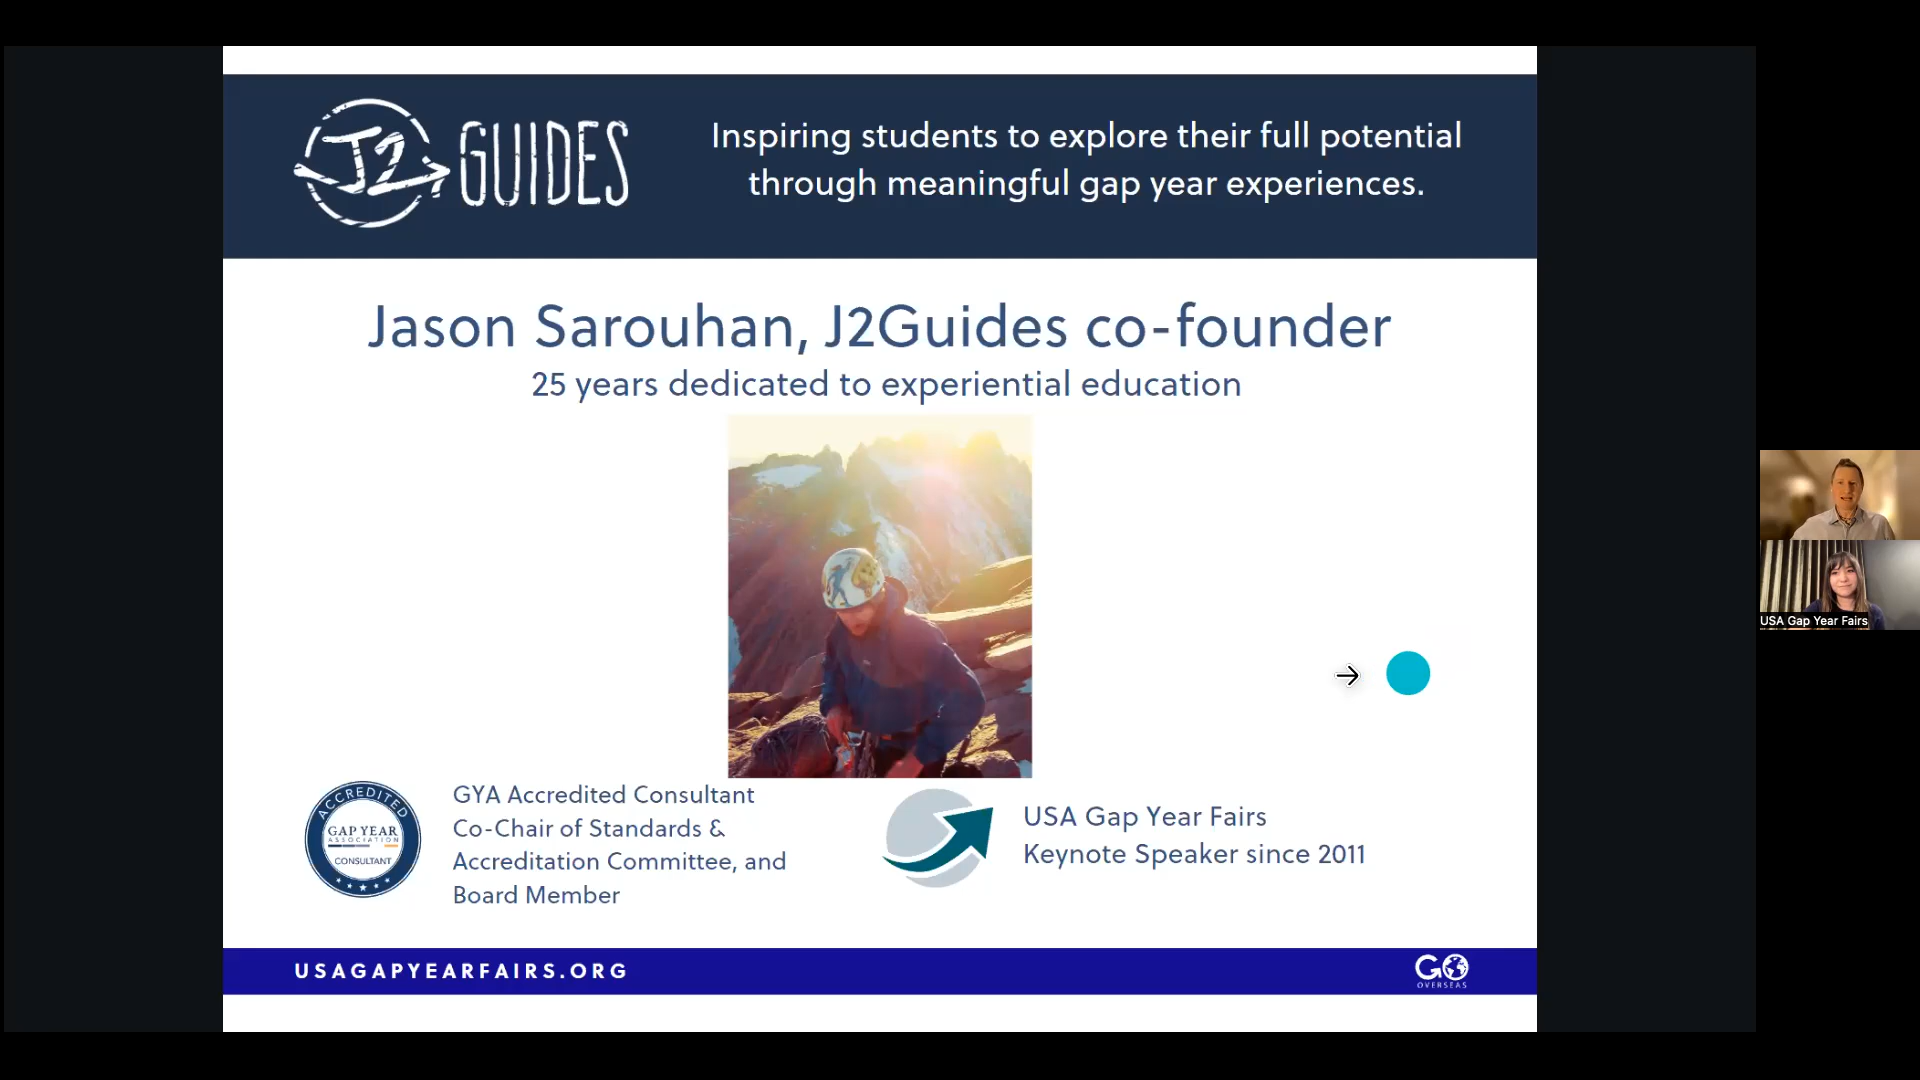 J2 GUIDES
Inspiring students to explore their full potential
through meaningful gap year experiences.
Jason Sarouhan, J2Guides co-founder
25 years dedicated to experiential education
ACCREDITED
GAP YEAR
ASSOCIATION
CONSULTANT
GYA Accredited Consultant
Co-Chair of Standards &
Accreditation Committee, and
Board Member
USA Gap Year Fairs
Keynote Speaker since 2011
USAGAPYEARFAIRS.ORG
GO
OVERSEAS
USA Gap Year Fairs